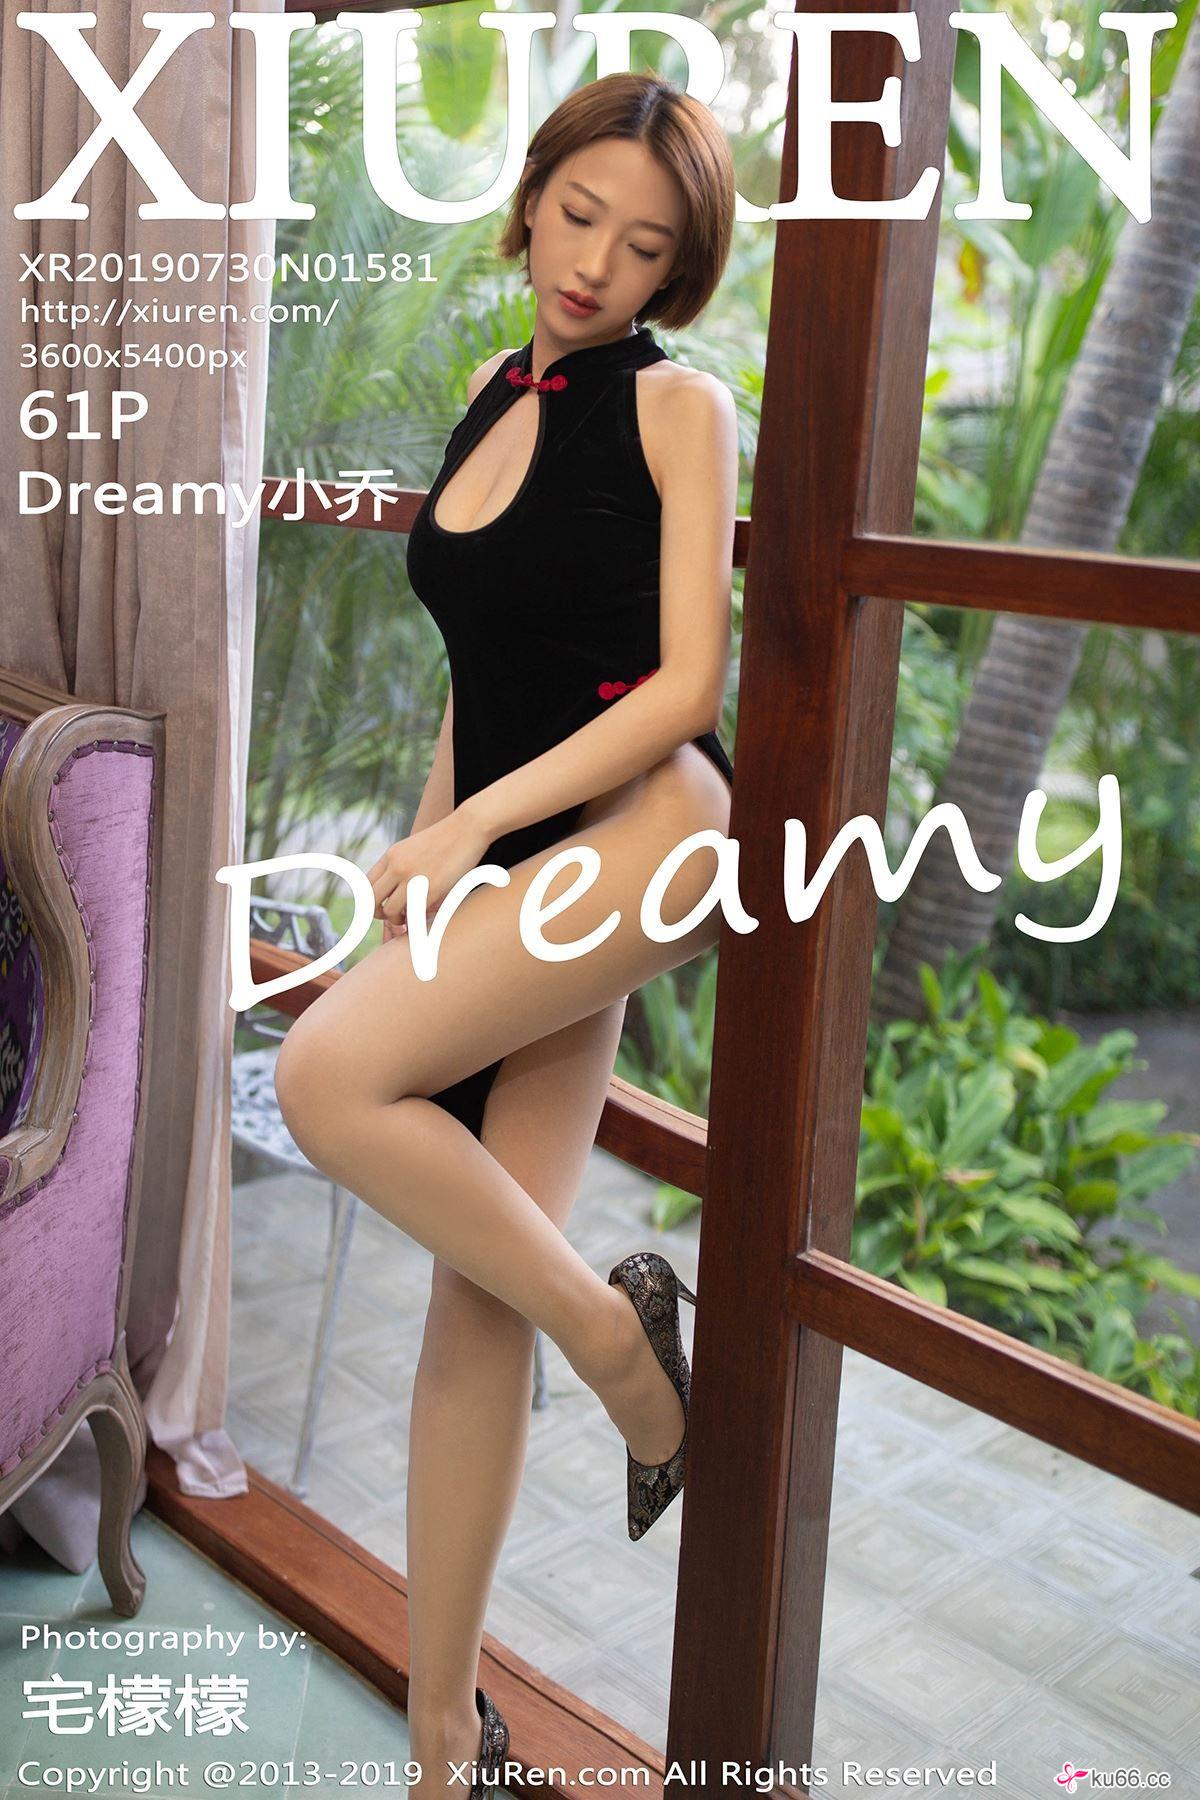 XIUREN
XR20190730N01581
http://xiuren.com/
3600x5400px
61P
Dreamy小乔
Dreamy
Photography by:
宅檬檬
Copyright @2013-2019 XiuRen.com All Rights Reserved
ku66.cc